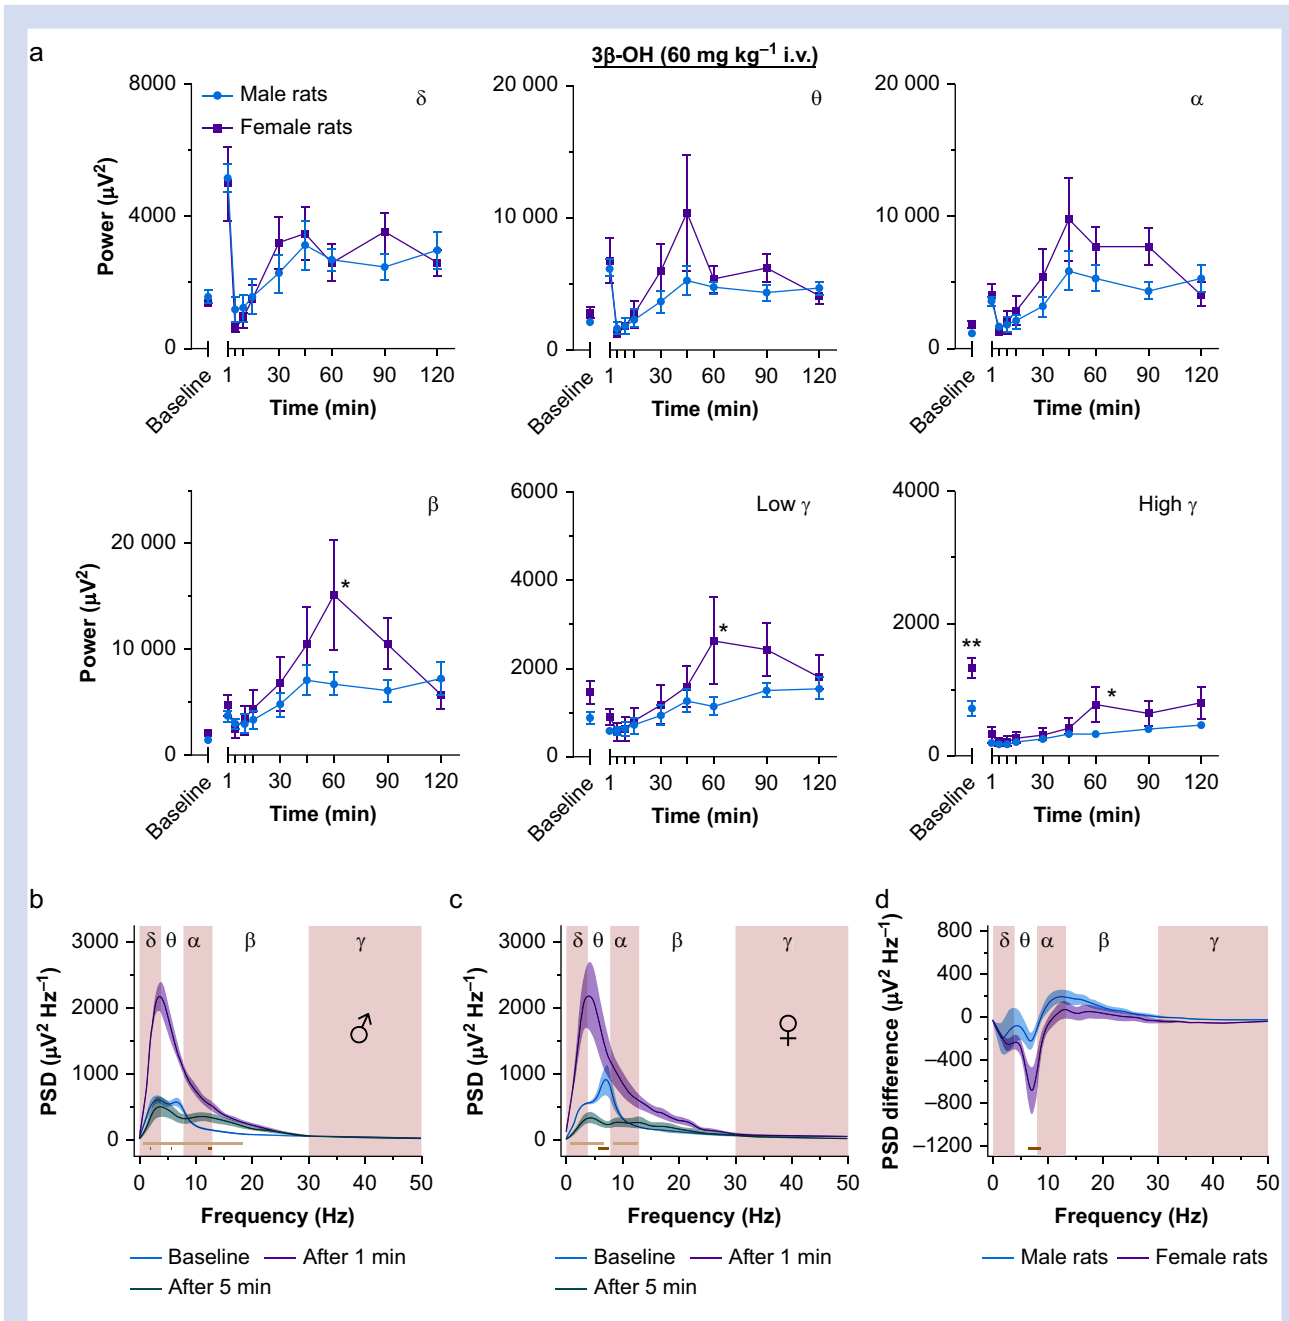 a
3β-OH (60 mg kg⁻¹ i.v.)
Male rats
Female rats
δ
8000
4000
0
Power (μV²)
Baseline
1 30 60 90 120
Time (min)
θ
20 000
10 000
0
Baseline
1 30 60 90 120
Time (min)
α
20 000
10 000
0
Baseline
1 30 60 90 120
Time (min)
β
20 000
10 000
0
Power (μV²)
*
Baseline
1 30 60 90 120
Time (min)
Low γ
6000
4000
2000
0
*
Baseline
1 30 60 90 120
Time (min)
High γ
4000
2000
0
**
*
Baseline
1 30 60 90 120
Time (min)
b
δ θ α β γ
3000
2000
1000
0
PSD (μV² Hz⁻¹)
♂
0 10 20 30 40 50
Frequency (Hz)
Baseline After 1 min
After 5 min
c
δ θ α β γ
3000
2000
1000
0
PSD (μV² Hz⁻¹)
♀
0 10 20 30 40 50
Frequency (Hz)
Baseline After 1 min
After 5 min
d
δ θ α β γ
800
400
0
–400
–800
–1200
PSD difference (μV² Hz⁻¹)
0 10 20 30 40 50
Frequency (Hz)
Male rats Female rats